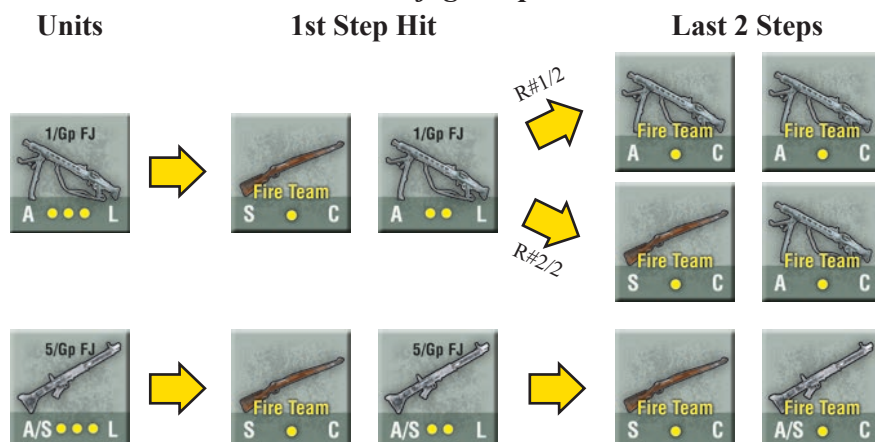 Units
1st Step Hit
Last 2 Steps
1/Gp FJ
A L
Fire Team
S C
1/Gp FJ
A L
R#1/2
Fire Team
A C
Fire Team
A C
R#2/2
Fire Team
S C
Fire Team
A C
5/Gp FJ
A/S L
Fire Team
S C
5/Gp FJ
A/S L
Fire Team
S C
Fire Team
A/S C